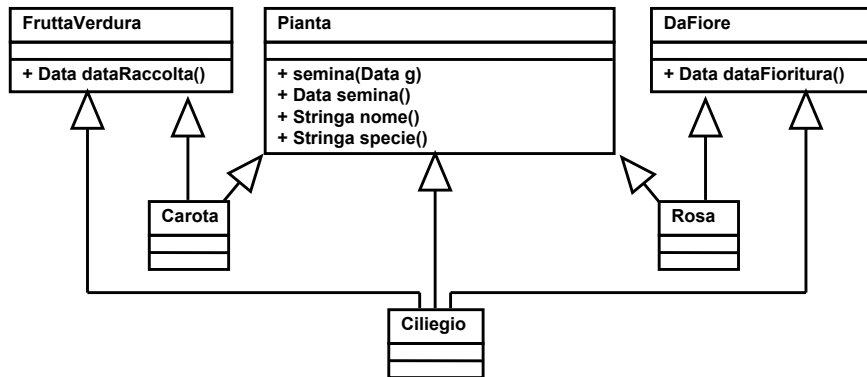 FruttaVerdura
+ Data dataRaccolta()
Pianta
+ semina(Data g)
+ Data semina()
+ Stringa nome()
+ Stringa specie()
DaFiore
+ Data dataFioritura()
Carota
Rosa
Ciliegio